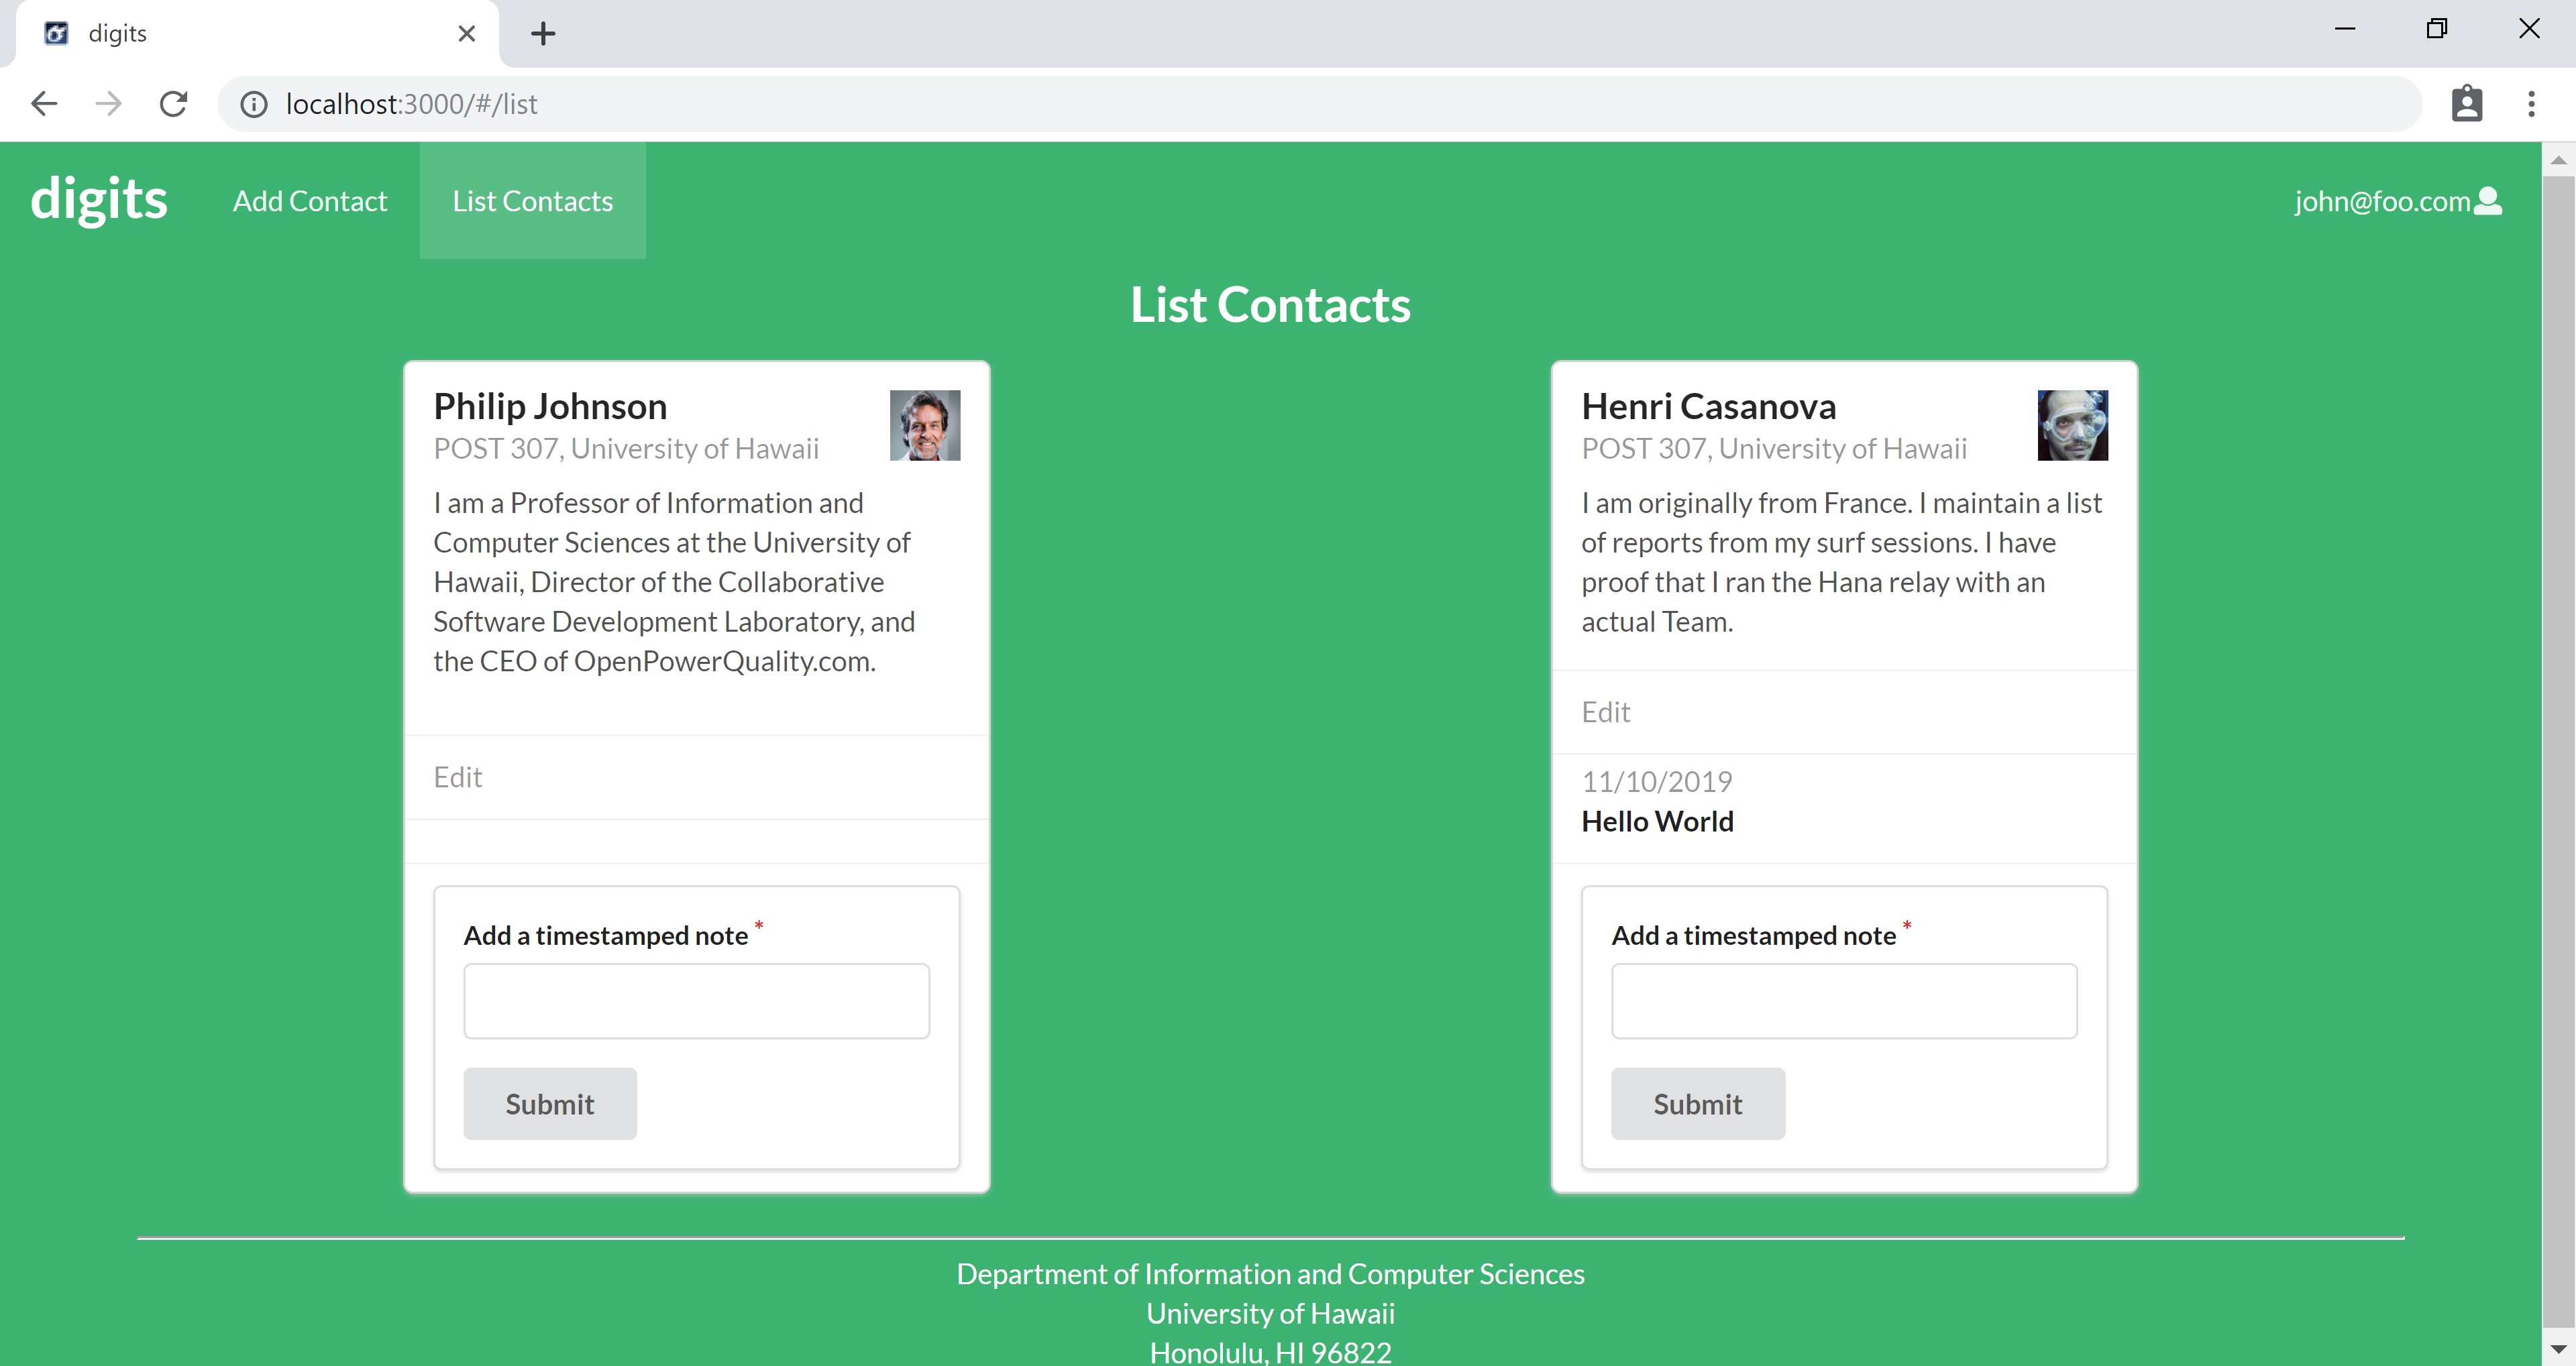 digits
localhost:3000/#/list
digits
Add Contact
List Contacts
john@foo.com
List Contacts
Philip Johnson
POST 307, University of Hawaii
I am a Professor of Information and
Computer Sciences at the University of
Hawaii, Director of the Collaborative
Software Development Laboratory, and
the CEO of OpenPowerQuality.com.
Edit
Add a timestamped note *
Submit
Henri Casanova
POST 307, University of Hawaii
I am originally from France. I maintain a list
of reports from my surf sessions. I have
proof that I ran the Hana relay with an
actual Team.
Edit
11/10/2019
Hello World
Add a timestamped note *
Submit
Department of Information and Computer Sciences
University of Hawaii
Honolulu, HI 96822